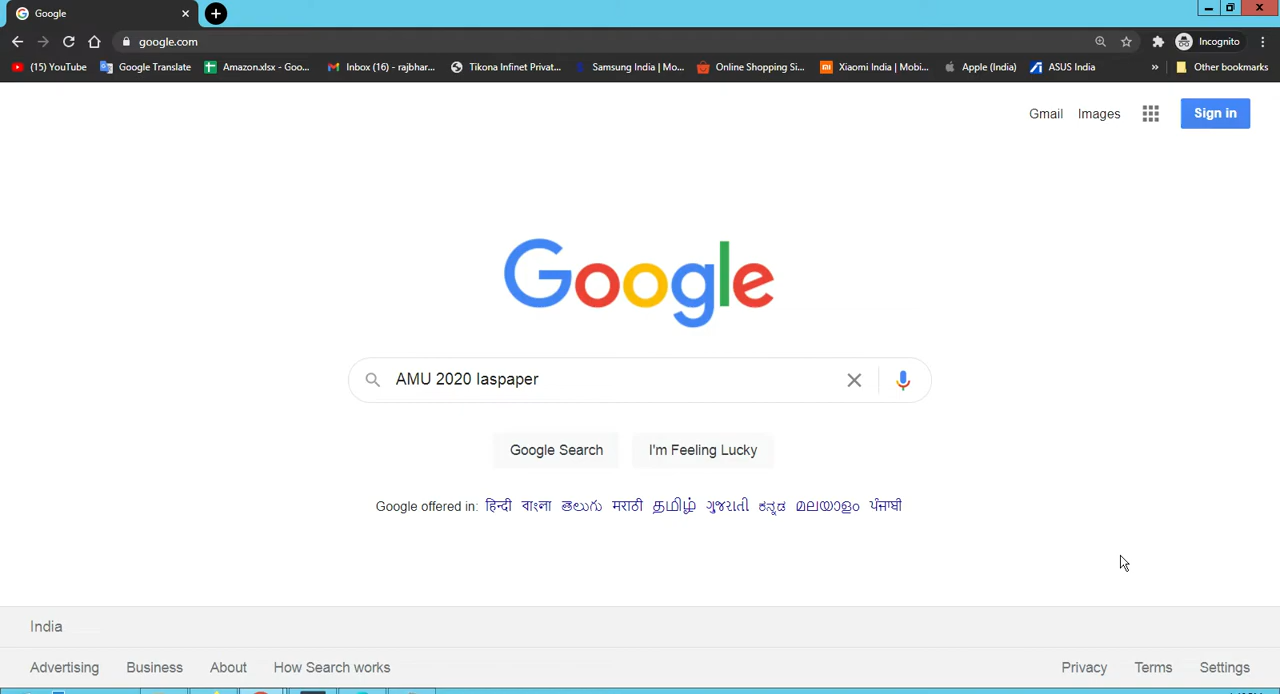 Google
google.com
Incognito
(15) YouTube
Google Translate
Amazon.xlsx - Goo...
Inbox (16) - rajbhar...
Tikona Infinet Privat...
Samsung India | Mo...
Online Shopping Si...
Xiaomi India | Mobi...
Apple (India)
ASUS India
»
Other bookmarks
Gmail Images
Sign in
Google
AMU 2020 laspaper
Google Search
I'm Feeling Lucky
Google offered in: हिन्दी বাংলা తెలుగు मराठी தமிழ் ગુજરાતી ಕನ್ನಡ മലയാളം ਪੰਜਾਬੀ
India
Advertising Business About How Search works
Privacy Terms Settings